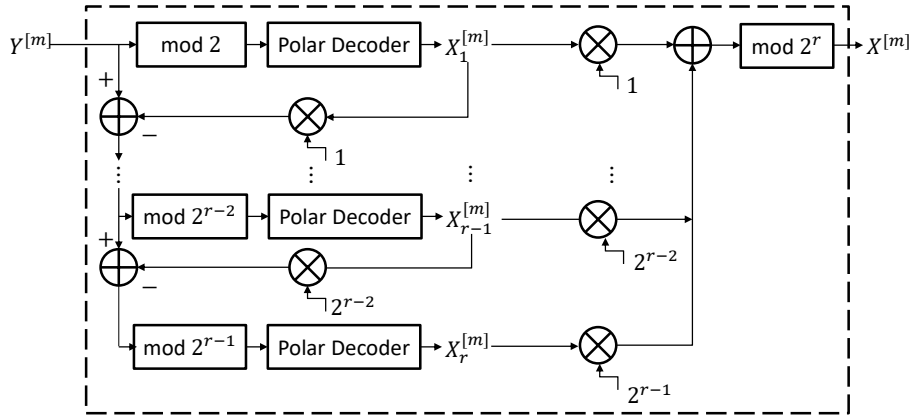 Y^{[m]} mod 2 Polar Decoder X_1^{[m]} 1 mod 2^r X^{[m]}
+
−
1
⋮ ⋮ ⋮ ⋮
mod 2^{r−2} Polar Decoder X_{r−1}^{[m]} 2^{r−2}
+
−
2^{r−2}
mod 2^{r−1} Polar Decoder X_r^{[m]} 2^{r−1}